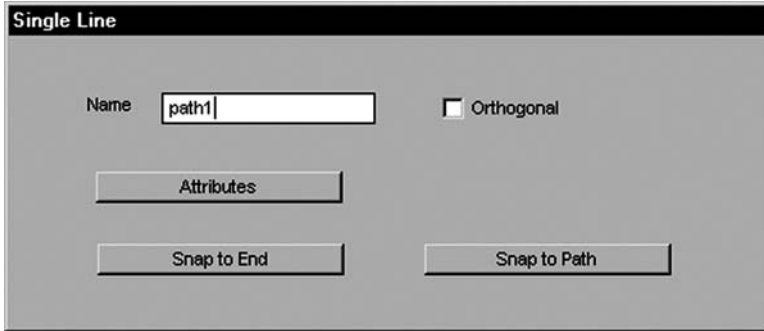 Single Line
Name path1 Orthogonal
Attributes
Snap to End Snap to Path